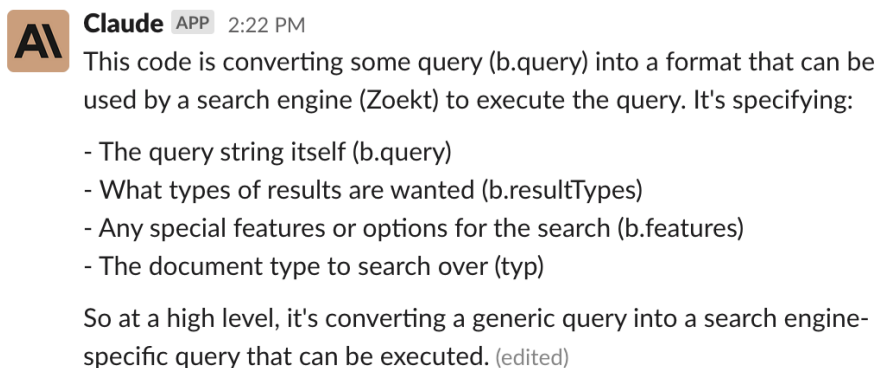 Claude APP 2:22 PM
This code is converting some query (b.query) into a format that can be
used by a search engine (Zoekt) to execute the query. It's specifying:
- The query string itself (b.query)
- What types of results are wanted (b.resultTypes)
- Any special features or options for the search (b.features)
- The document type to search over (typ)
So at a high level, it's converting a generic query into a search engine-
specific query that can be executed. (edited)